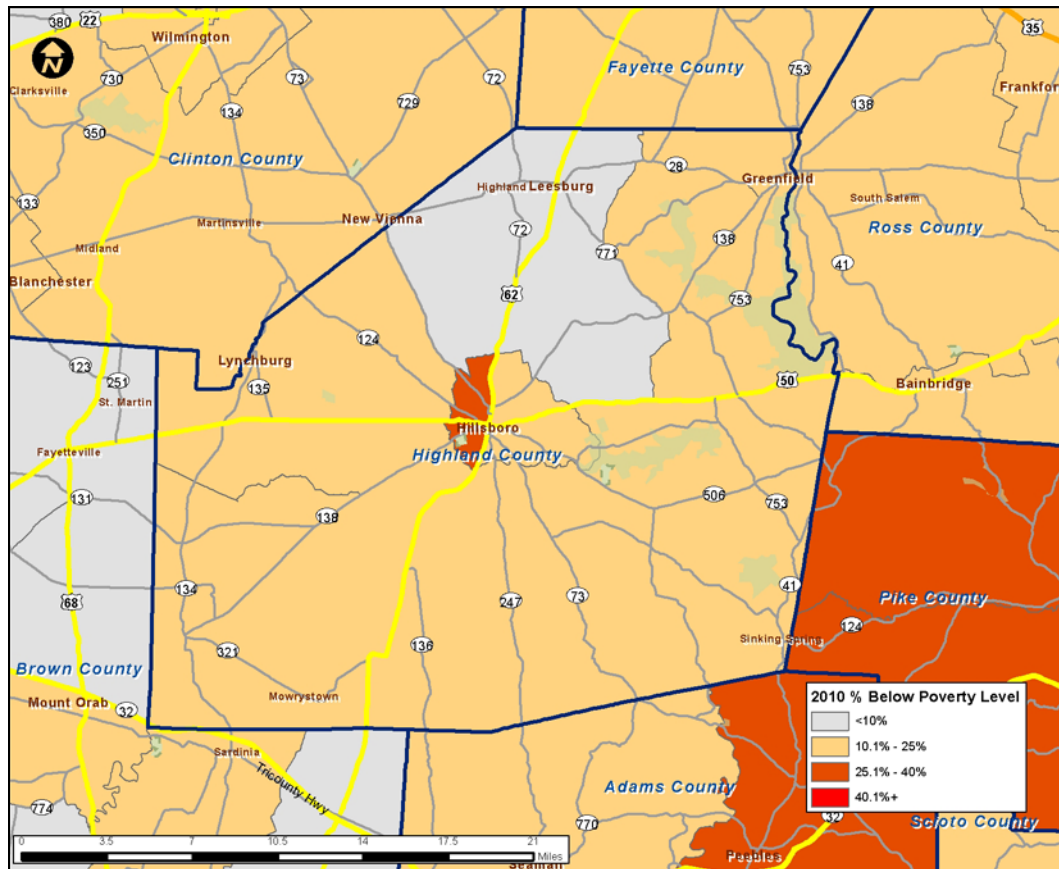 380
22
Wilmington
N
730
73
72
Fayette County
753
35
Clarksville
134
729
138
Frankfor
350
Clinton County
28
Greenfield
133
Highland Leesburg
South Salem
Martinsville
New Vienna
72
138
Ross County
Midland
771
41
Blanchester
62
753
124
123
Lynchburg
251
135
50
Bainbridge
St. Martin
Hillsboro
Fayetteville
Highland County
131
138
506
753
134
41
68
247
73
Pike County
124
321
136
Sinking Spring
Brown County
Mowrystown
Mount Orab
32
2010 % Below Poverty Level
<10%
10.1% - 25%
25.1% - 40%
40.1%+
Sardinia
Tricounty Hwy
Adams County
774
770
32
Scioto County
0 3.5 7 10.5 14 17.5 21
Miles
Peebles
Seaman